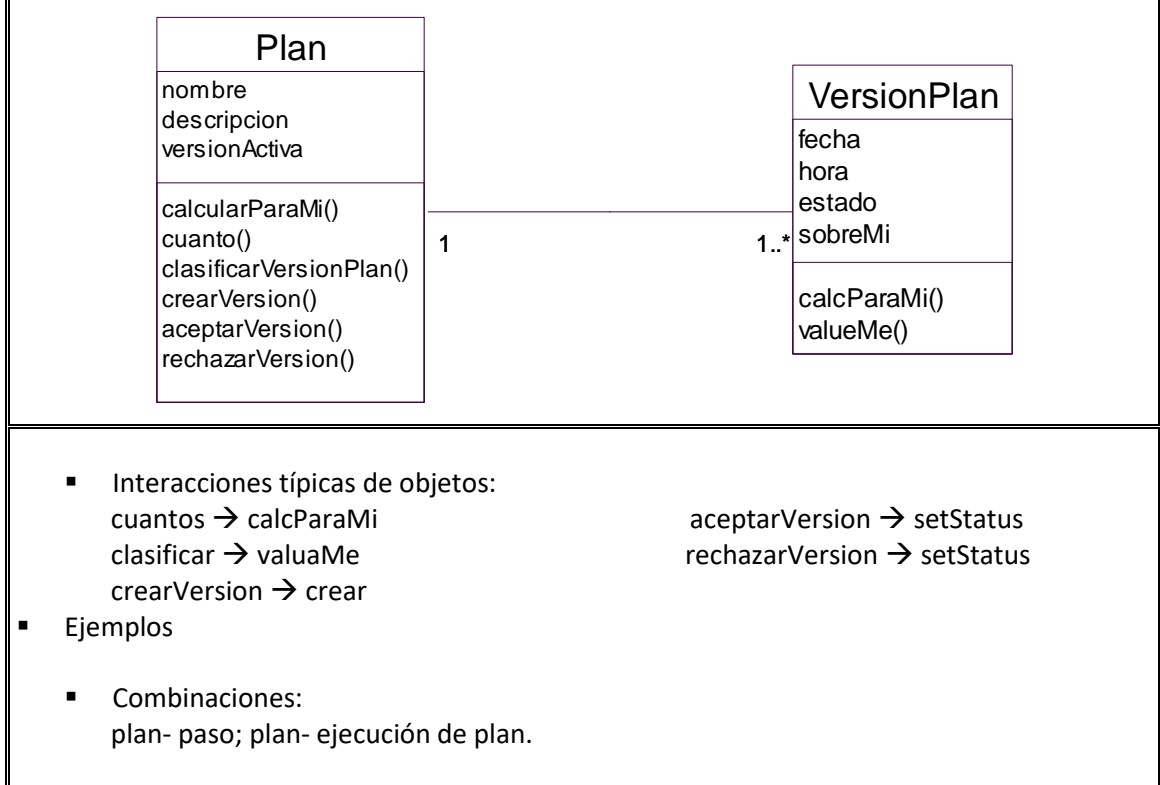 Plan
nombre
descripcion
versionActiva
calcularParaMi()
cuanto()
clasificarVersionPlan()
crearVersion()
aceptarVersion()
rechazarVersion()
1
1..*
VersionPlan
fecha
hora
estado
sobreMi
calcParaMi()
valueMe()
▪ Interacciones típicas de objetos:
cuantos → calcParaMi aceptarVersion → setStatus
clasificar → valuaMe rechazarVersion → setStatus
crearVersion → crear
▪ Ejemplos
▪ Combinaciones:
plan- paso; plan- ejecución de plan.